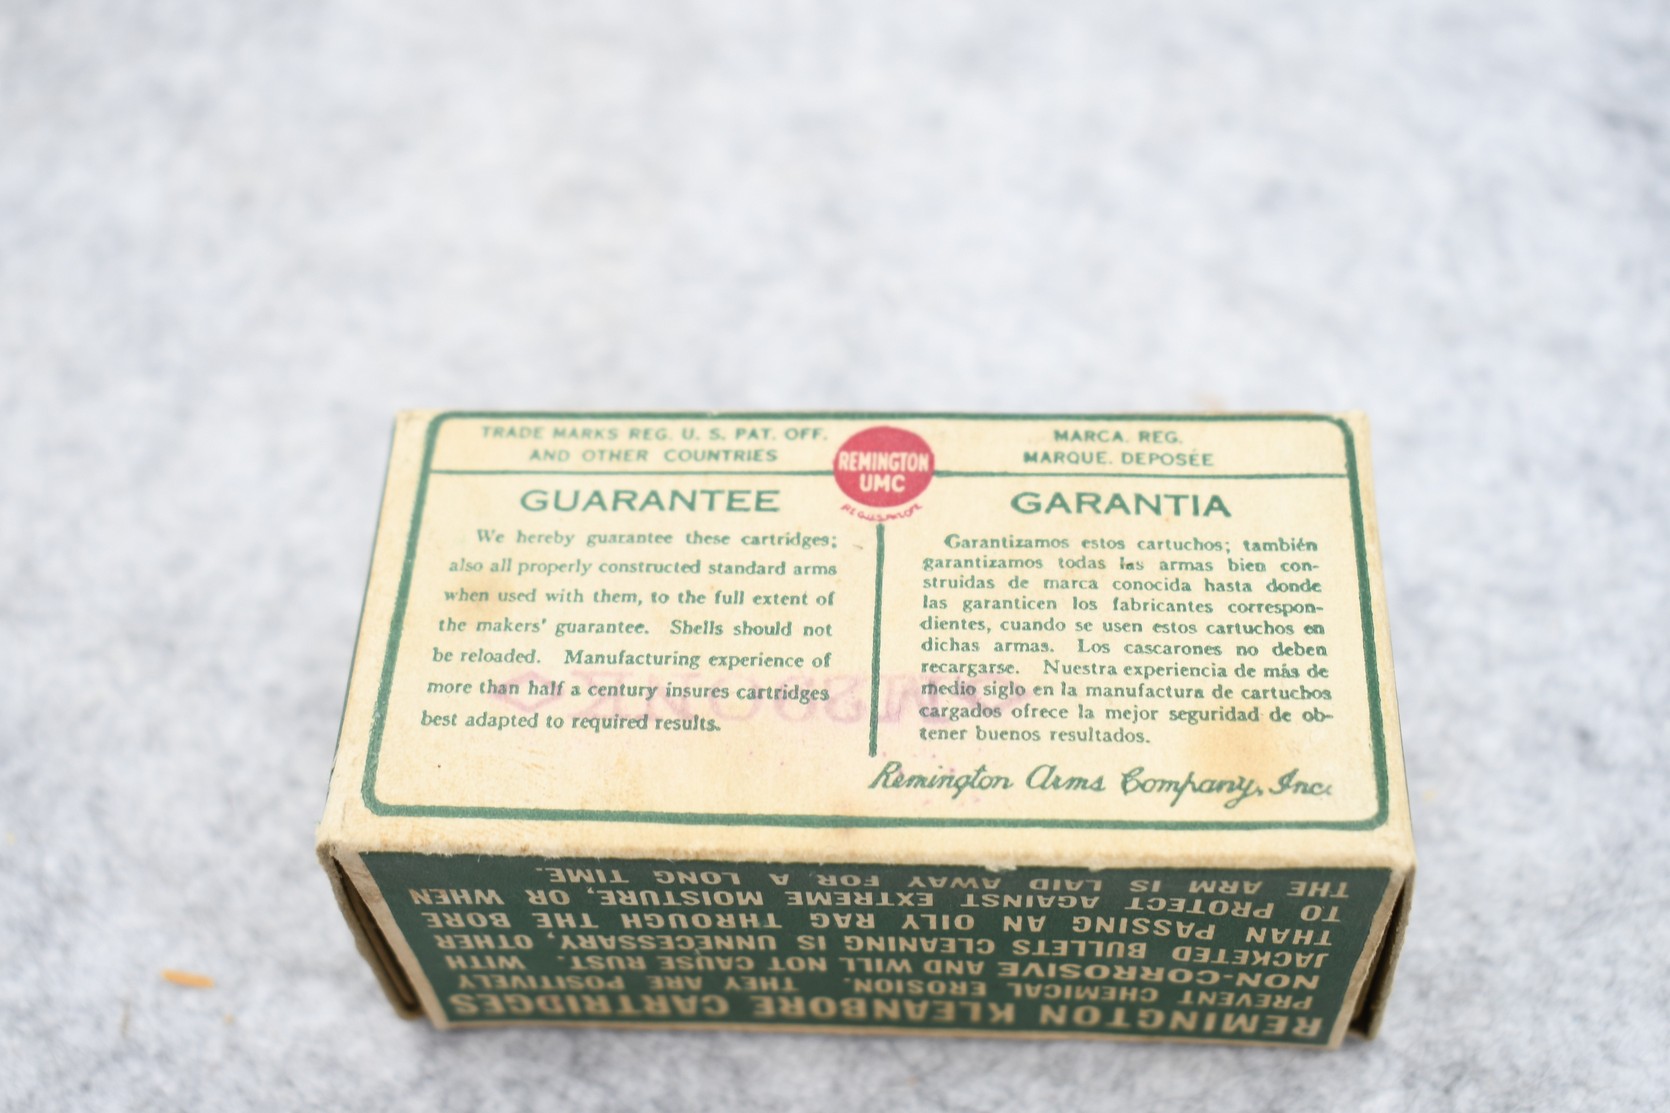 TRADE MARKS REG. U. S. PAT. OFF.
AND OTHER COUNTRIES
REMINGTON
UMC
MARCA. REG.
MARQUE. DEPOSÉE
GUARANTEE
We hereby guarantee these cartridges;
also all properly constructed standard arms
when used with them, to the full extent of
the makers' guarantee. Shells should not
be reloaded. Manufacturing experience of
more than half a century insures cartridges
best adapted to required results.
GARANTIA
Garantizamos estos cartuchos; también
garantizamos todas las armas bien con-
struidas de marca conocida hasta donde
las garanticen los fabricantes correspon-
dientes, cuando se usen estos cartuchos en
dichas armas. Los cascarones no deben
recargarse. Nuestra experiencia de más de
medio siglo en la manufactura de cartuchos
cargados ofrece la mejor seguridad de ob-
tener buenos resultados.
Remington Arms Company, Inc.
REMINGTON KLEANBORE CARTRIDGES
PREVENT CHEMICAL EROSION. THEY ARE POSITIVELY
NON-CORROSIVE AND WILL NOT CAUSE RUST. WITH
JACKETED BULLETS CLEANING IS UNNECESSARY, OTHER
THAN PASSING AN OILY RAG THROUGH THE BORE
TO PROTECT AGAINST EXTREME MOISTURE, OR WHEN
THE ARM IS LAID AWAY FOR A LONG TIME.